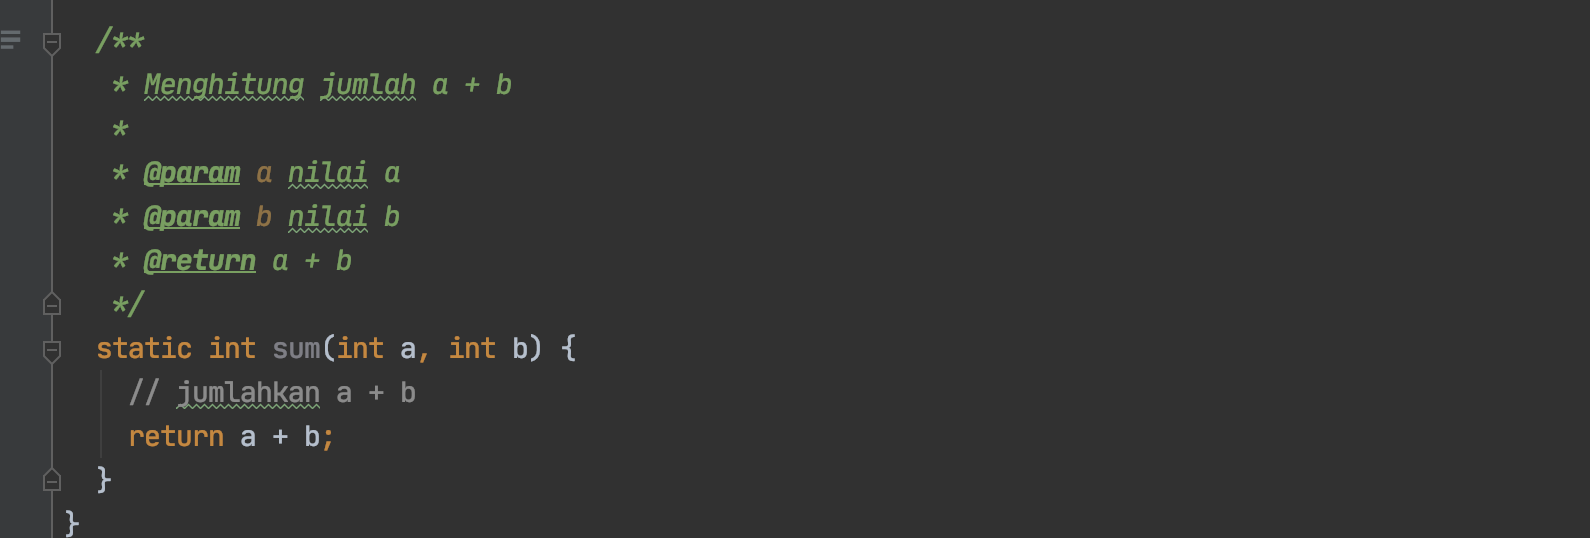 /**
 * Menghitung jumlah a + b
 *
 * @param a nilai a
 * @param b nilai b
 * @return a + b
 */
static int sum(int a, int b) {
  // jumlahkan a + b
  return a + b;
}
}